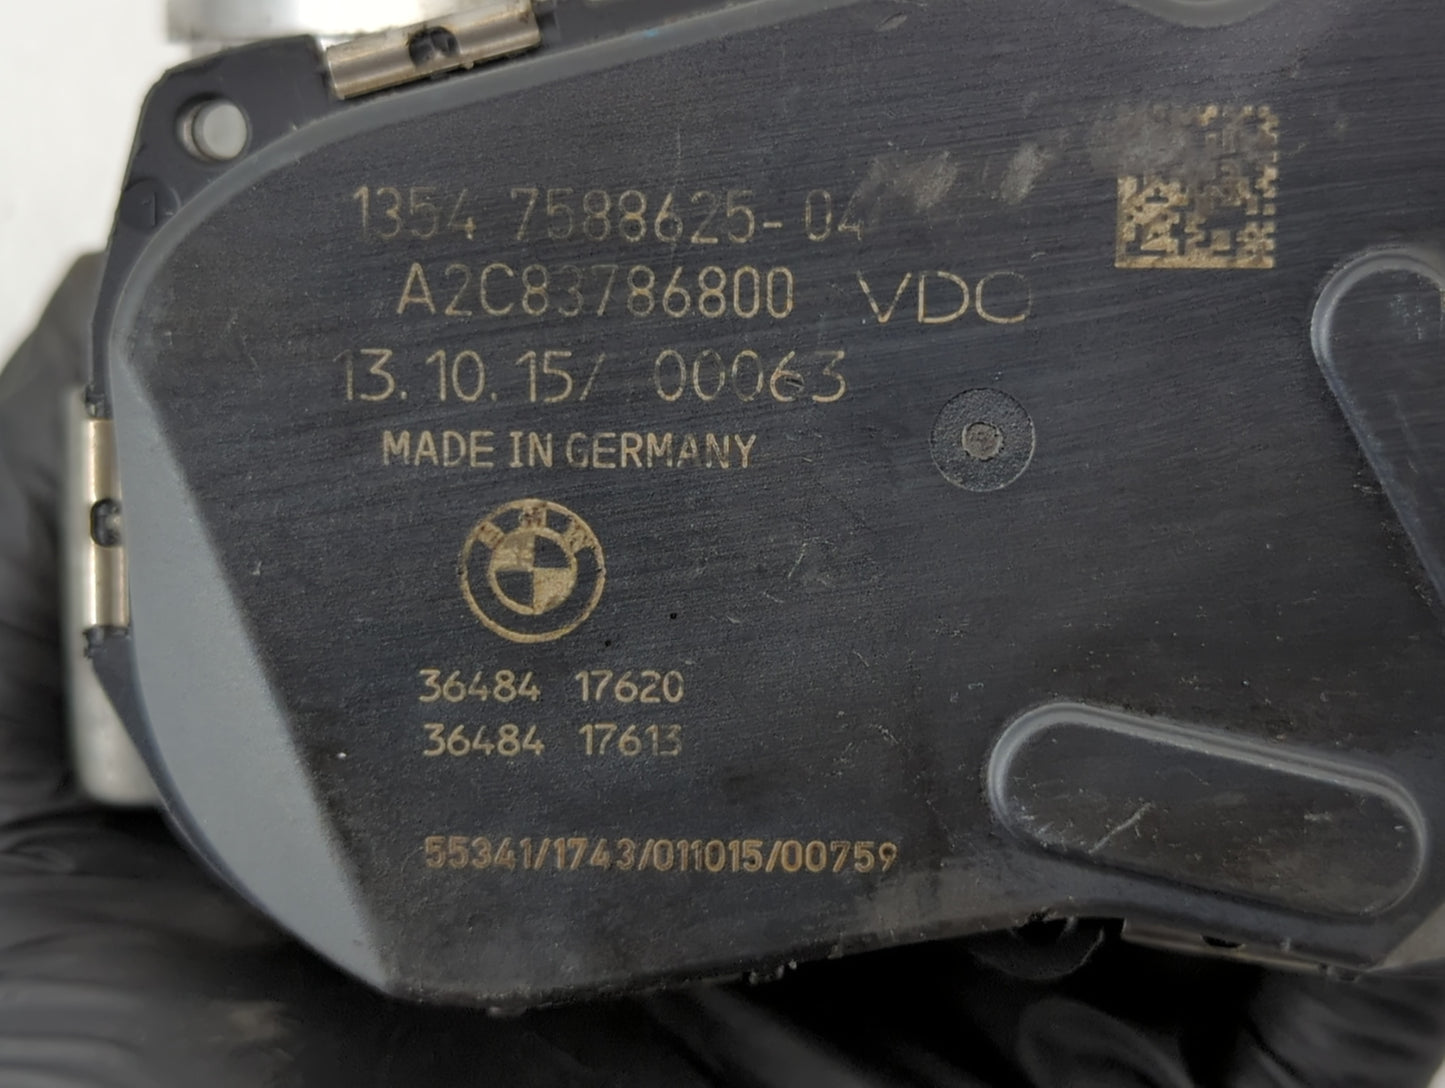 1354 7588625-04
A2C83786800 VDO
13.10.15/ 00063
MADE IN GERMANY
BMW
36484 17620
36484 17613
55341/1743/011015/00759